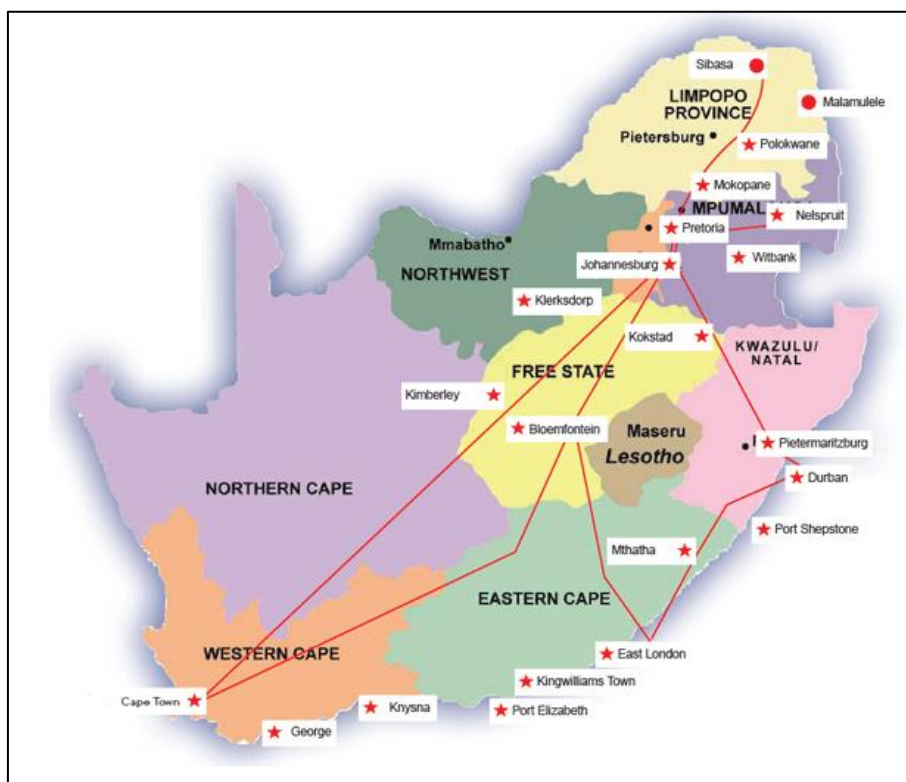 Sibasa
LIMPOPO
PROVINCE
Malamulele
Pietersburg
Polokwane
Mokopane
Nelspruit
Pretoria
Mmabatho
Johannesburg
Witbank
NORTHWEST
Klerksdorp
Kokstad
KWAZULU/
NATAL
FREE STATE
Kimberley
Bloemfontein
Maseru
Lesotho
Pietermaritzburg
Durban
NORTHERN CAPE
Port Shepstone
Mthatha
EASTERN CAPE
WESTERN CAPE
East London
Kingwilliams Town
Cape Town
Knysna
Port Elizabeth
George